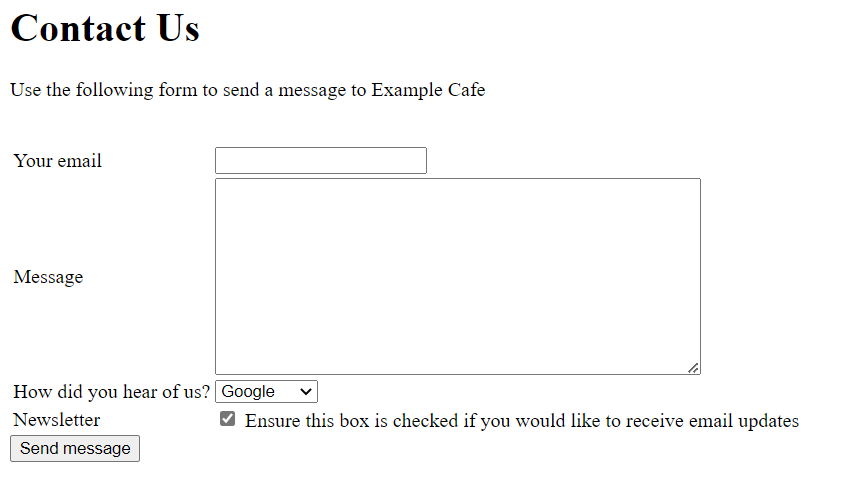 Contact Us
Use the following form to send a message to Example Cafe
Your email
Message
How did you hear of us? Google
Newsletter Ensure this box is checked if you would like to receive email updates
Send message